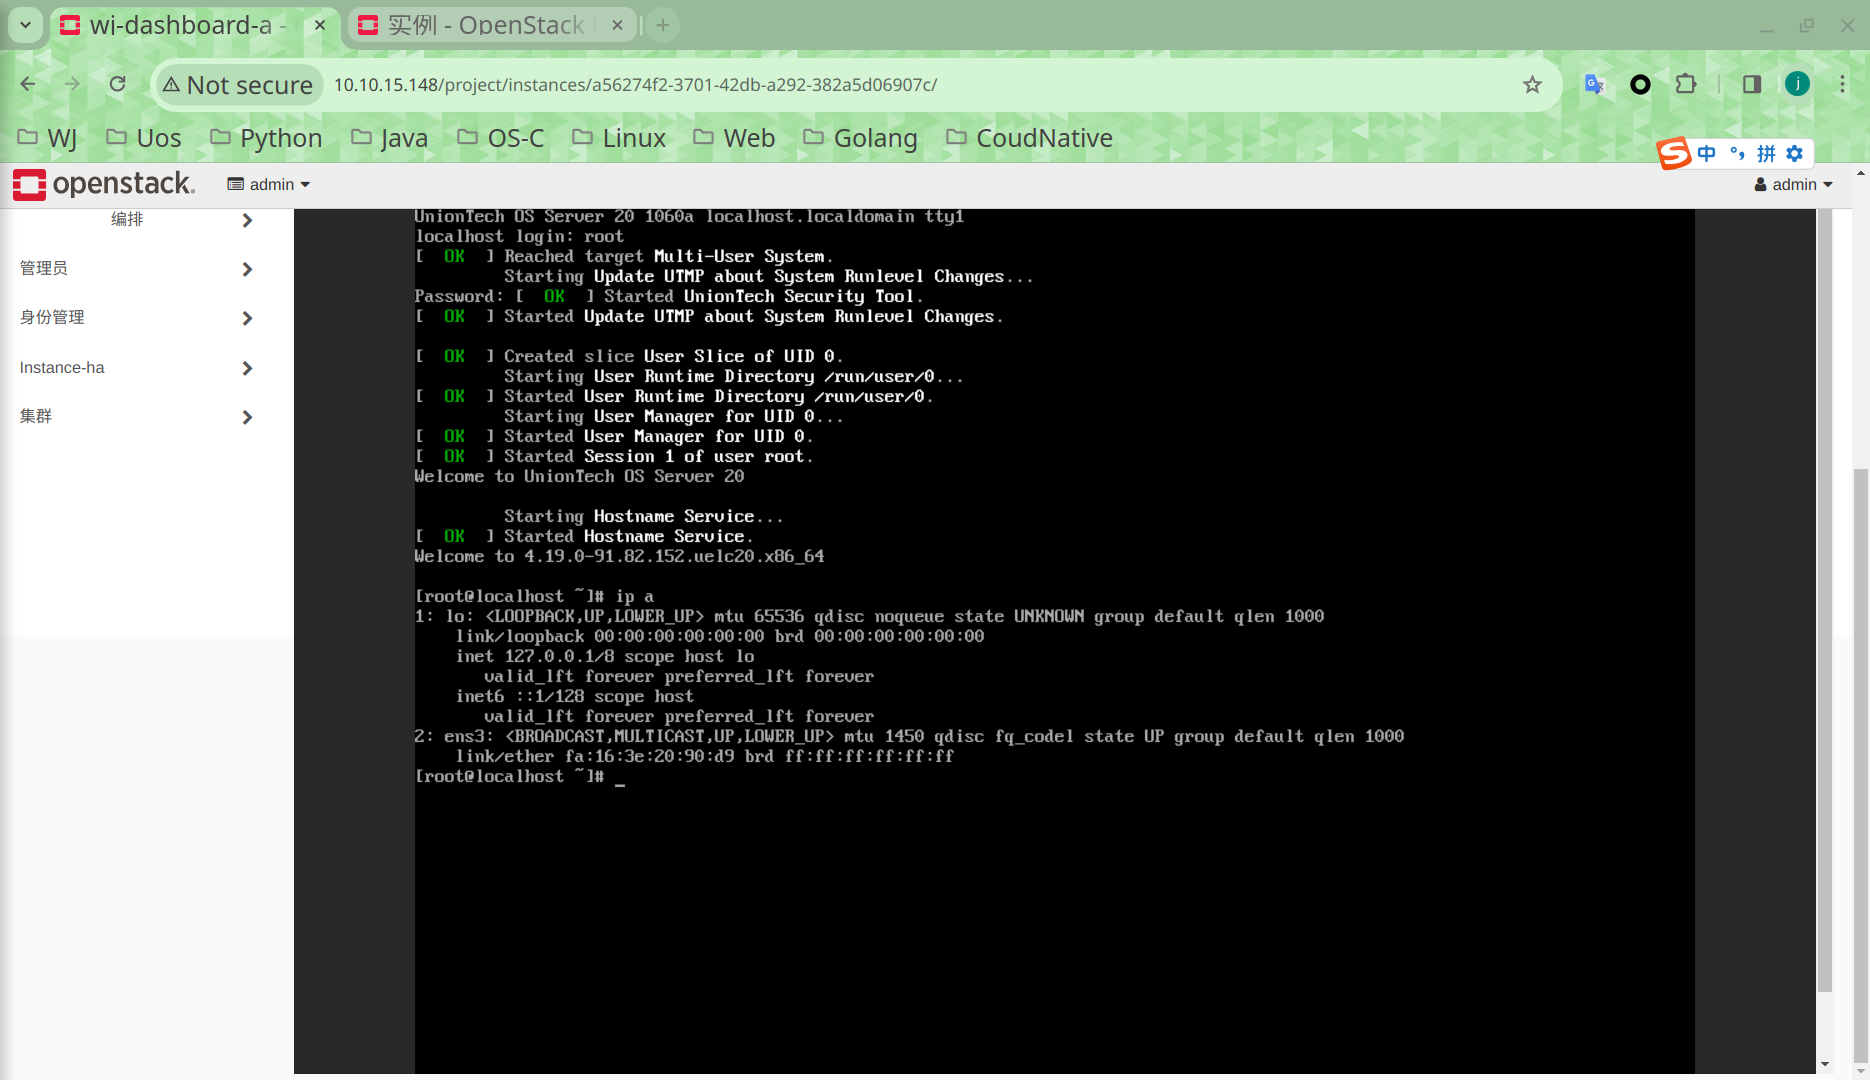 wj-dashboard-a -
实例 - OpenStack
Not secure
10.10.15.148/project/instances/a56274f2-3701-42db-a292-382a5d06907c/
j
WJ
Uos
Python
Java
OS-C
Linux
Web
Golang
CoudNative
中 拼
openstack.
admin
admin
编排
管理员
身份管理
Instance-ha
集群
UnionTech OS Server 20 1060a localhost.localdomain tty1
localhost login: root
[  OK  ] Reached target Multi-User System.
Starting Update UTMP about System Runlevel Changes...
Password: [  OK  ] Started UnionTech Security Tool.
[  OK  ] Started Update UTMP about System Runlevel Changes.
[  OK  ] Created slice User Slice of UID 0.
Starting User Runtime Directory /run/user/0...
[  OK  ] Started User Runtime Directory /run/user/0.
Starting User Manager for UID 0...
[  OK  ] Started User Manager for UID 0.
[  OK  ] Started Session 1 of user root.
Welcome to UnionTech OS Server 20
Starting Hostname Service...
[  OK  ] Started Hostname Service.
Welcome to 4.19.0-91.82.152.uelc20.x86_64
[root@localhost ~]# ip a
1: lo: <LOOPBACK,UP,LOWER_UP> mtu 65536 qdisc noqueue state UNKNOWN group default qlen 1000
link/loopback 00:00:00:00:00:00 brd 00:00:00:00:00:00
inet 127.0.0.1/8 scope host lo
valid_lft forever preferred_lft forever
inet6 ::1/128 scope host
valid_lft forever preferred_lft forever
2: ens3: <BROADCAST,MULTICAST,UP,LOWER_UP> mtu 1450 qdisc fq_codel state UP group default qlen 1000
link/ether fa:16:3e:20:90:d9 brd ff:ff:ff:ff:ff:ff
[root@localhost ~]# _